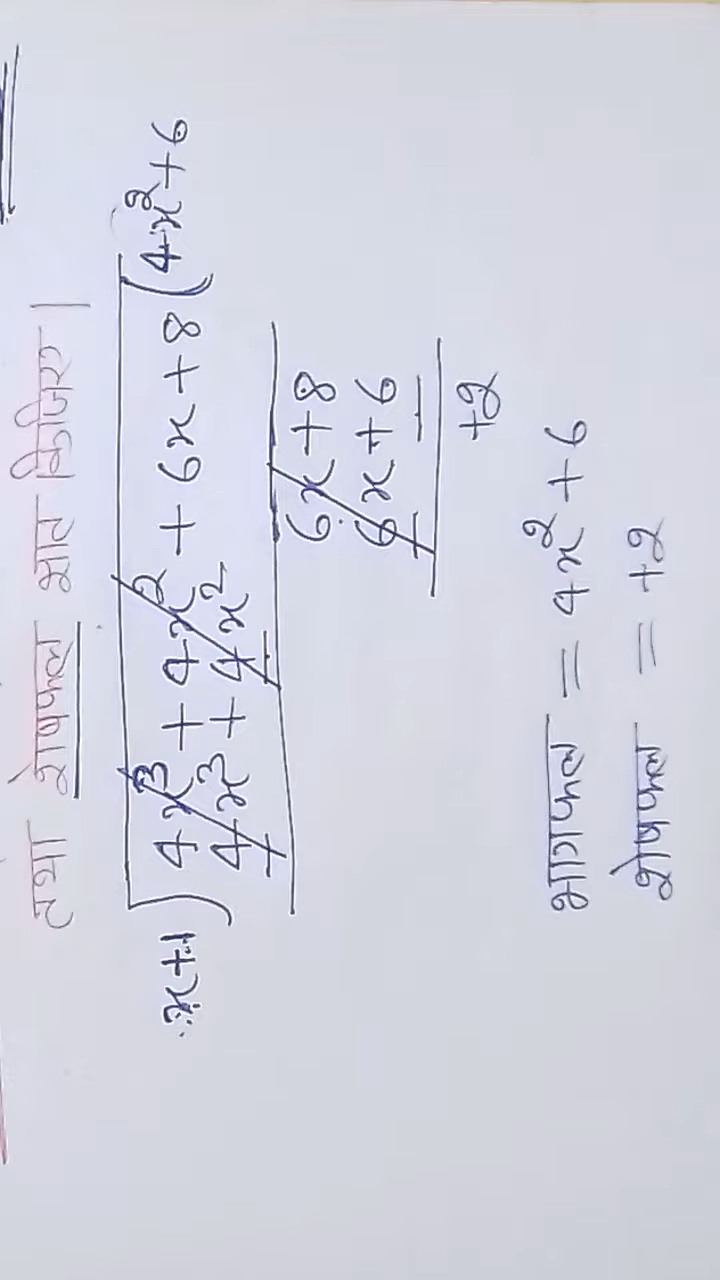 तथा शेषफल ज्ञात किजिए।
x+1) 4x³ + 4x² + 6x + 8 (4x² + 6
4x³ + 4x²
− −
6x + 8
6x + 6
− −
+2
भागफल = 4x² + 6
शेषफल = +2